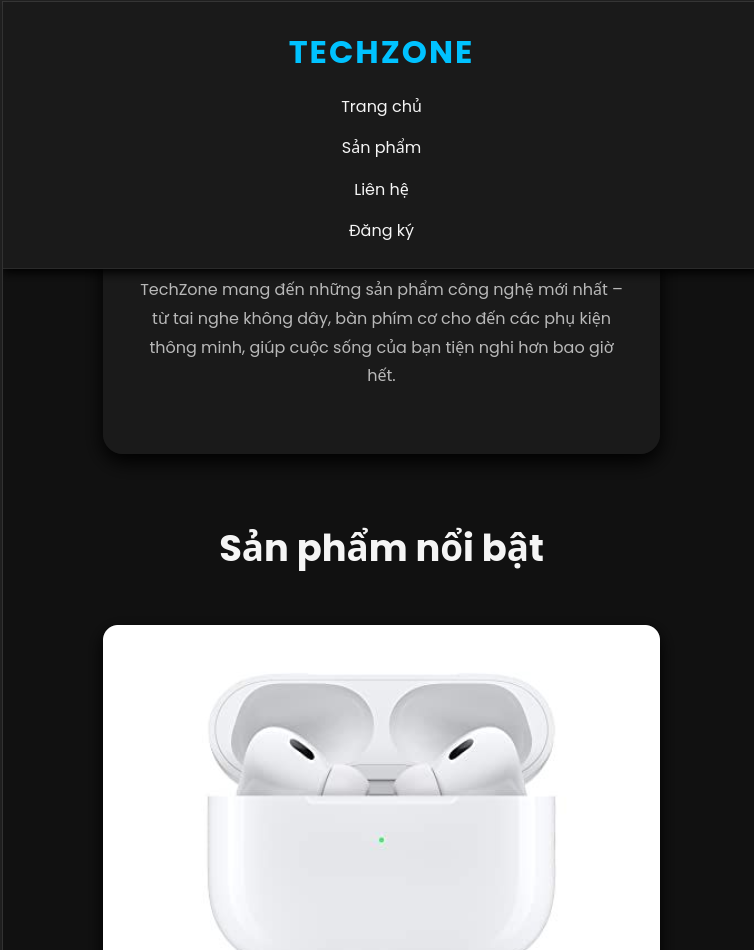 TECHZONE
Trang chủ
Sản phẩm
Liên hệ
Đăng ký
TechZone mang đến những sản phẩm công nghệ mới nhất –
từ tai nghe không dây, bàn phím cơ cho đến các phụ kiện
thông minh, giúp cuộc sống của bạn tiện nghi hơn bao giờ
hết.
Sản phẩm nổi bật